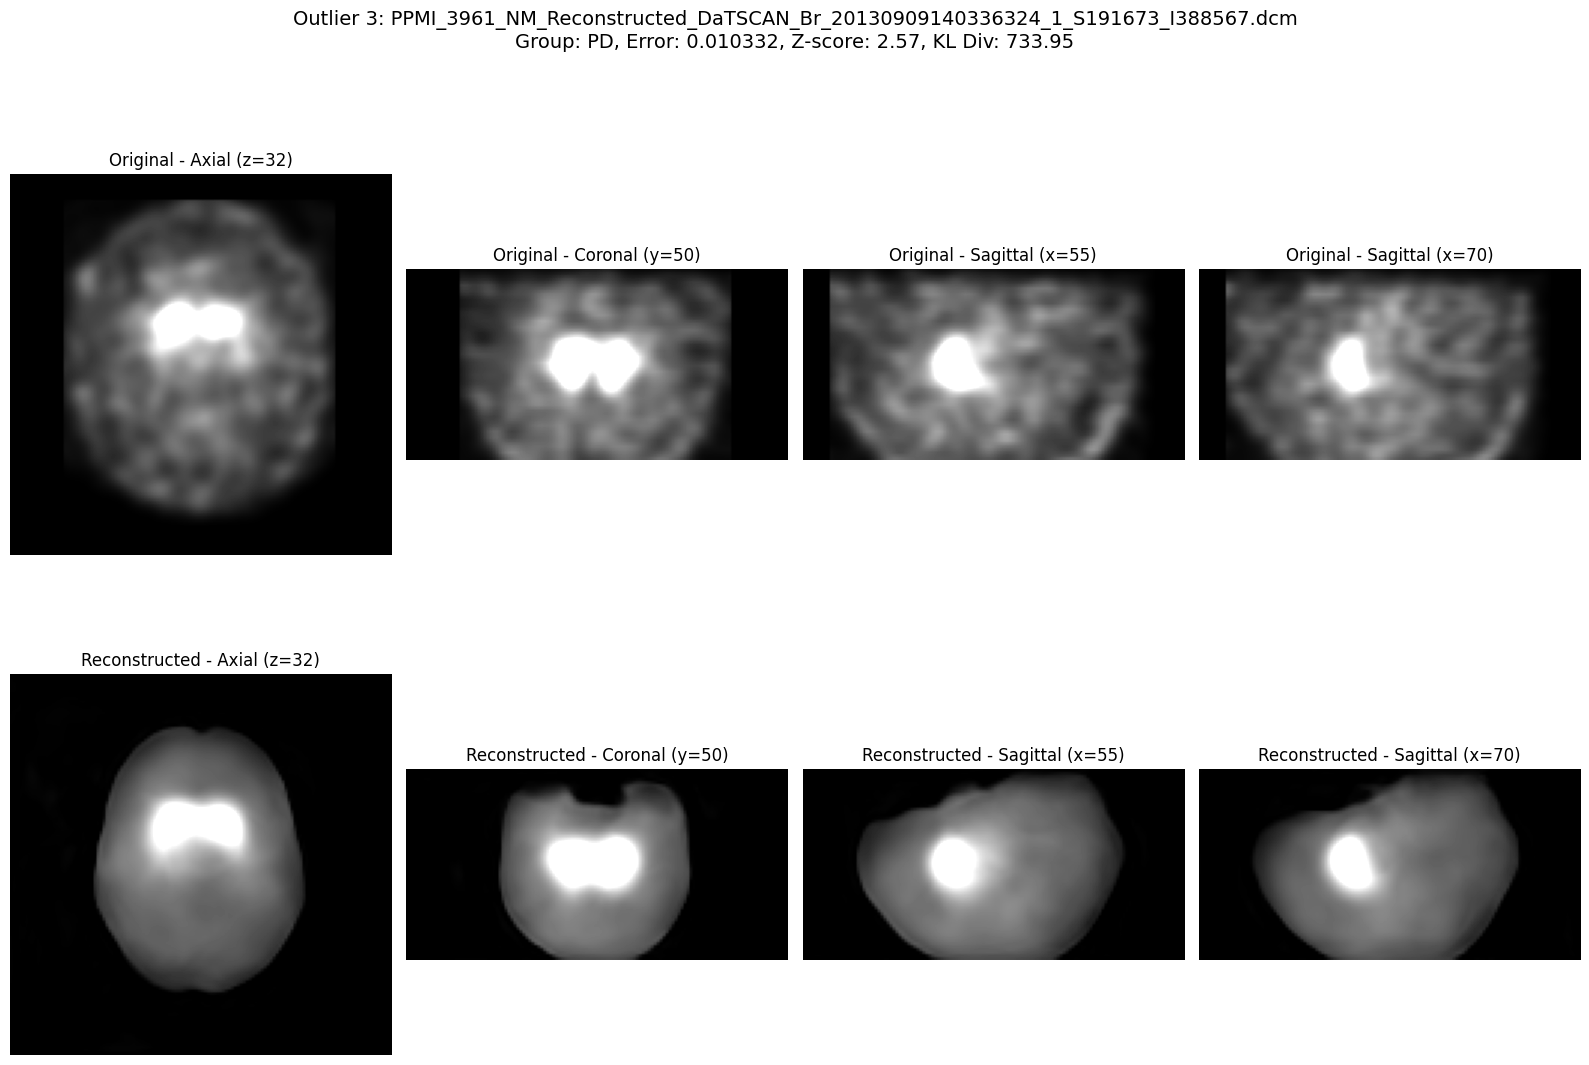 Outlier 3: PPMI_3961_NM_Reconstructed_DaTSCAN_Br_20130909140336324_1_S191673_I388567.dcm
Group: PD, Error: 0.010332, Z-score: 2.57, KL Div: 733.95
Original - Axial (z=32)
Original - Coronal (y=50)
Original - Sagittal (x=55)
Original - Sagittal (x=70)
Reconstructed - Axial (z=32)
Reconstructed - Coronal (y=50)
Reconstructed - Sagittal (x=55)
Reconstructed - Sagittal (x=70)